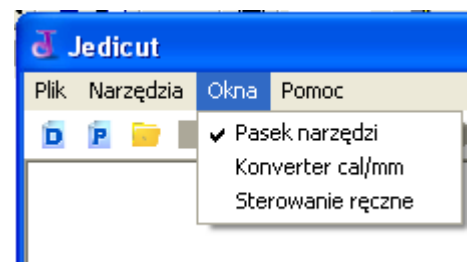 Jedicut
Plik Narzędzia Okna Pomoc
D P
Pasek narzędzi
Konverter cal/mm
Sterowanie ręczne